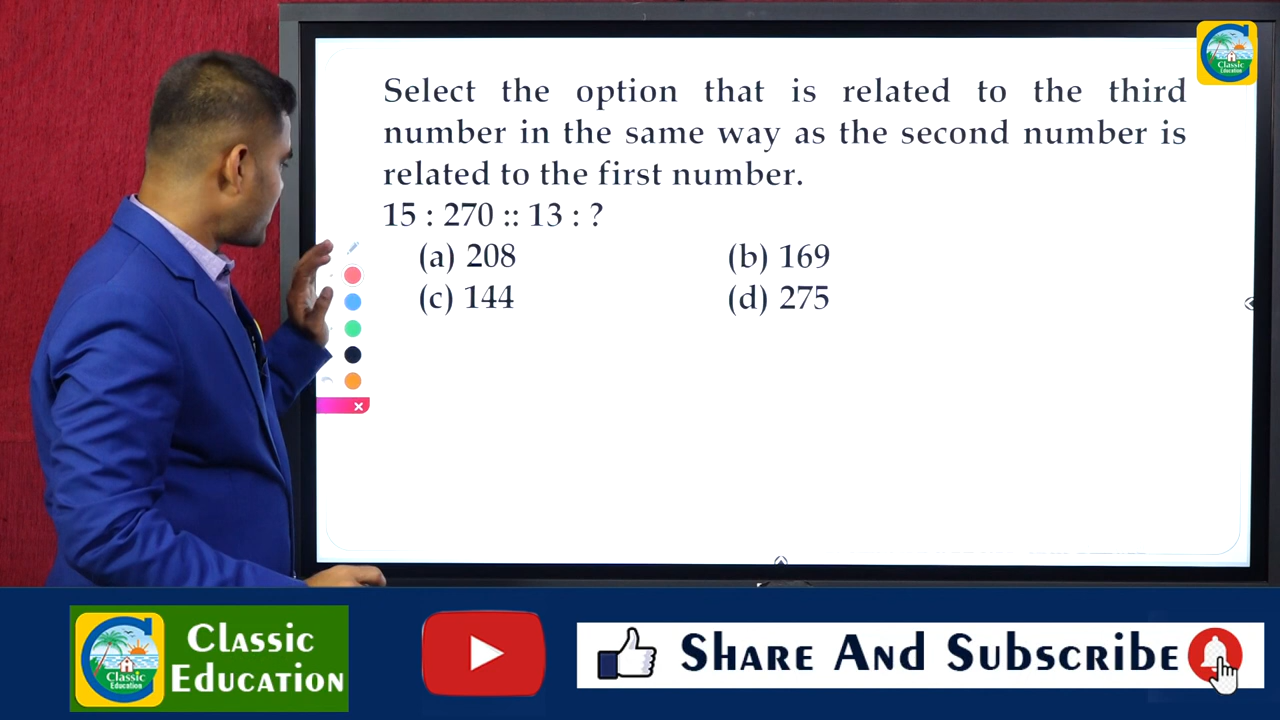 Classic
Education
Select the option that is related to the third
number in the same way as the second number is
related to the first number.
15 : 270 :: 13 : ?
(a) 208 (b) 169
(c) 144 (d) 275
Classic
Education
Classic
Education
Share And Subscribe